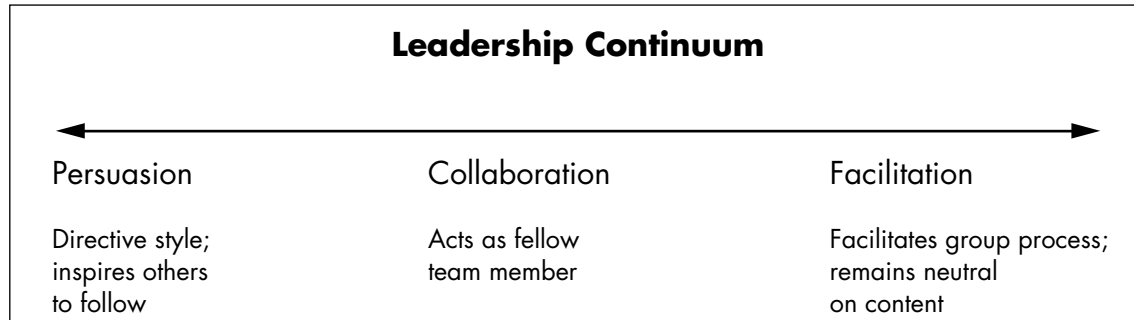 Leadership Continuum
Persuasion
Collaboration
Facilitation
Directive style;
inspires others
to follow
Acts as fellow
team member
Facilitates group process;
remains neutral
on content